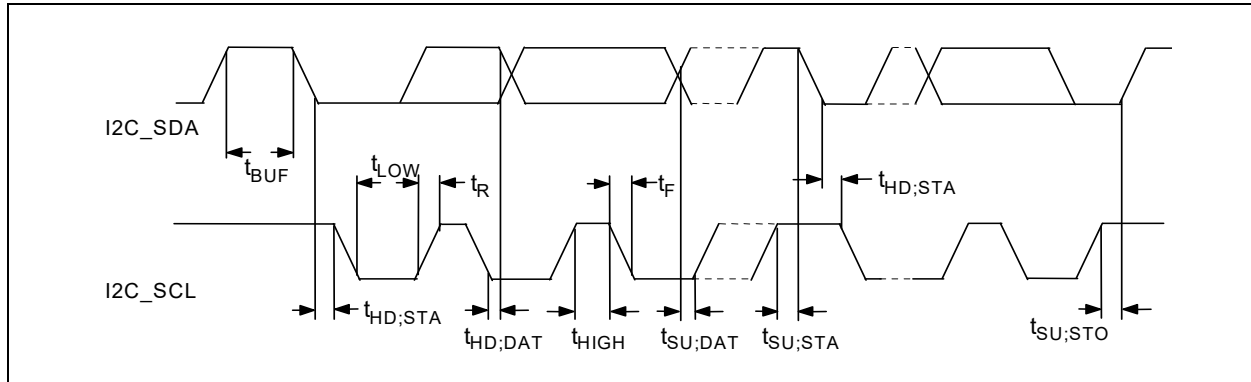 I2C_SDA
tBUF
tLOW
tR
tF
tHD;STA
I2C_SCL
tHD;STA
tHD;DAT
tHIGH
tSU;DAT
tSU;STA
tSU;STO